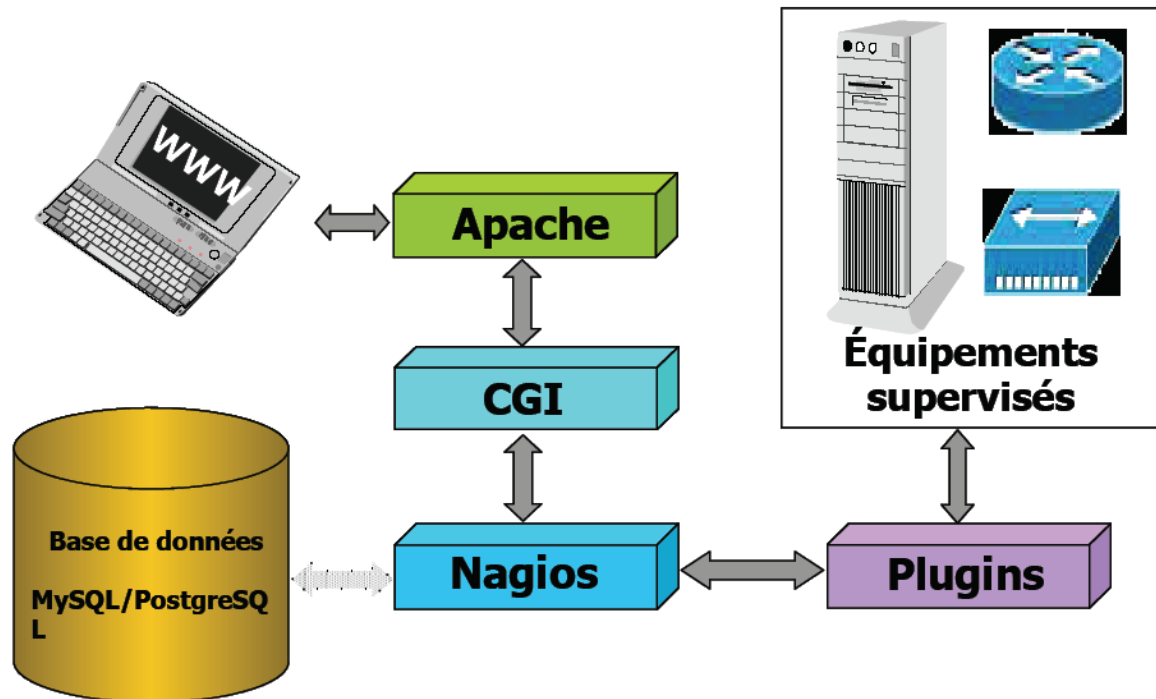 WWW
Apache
Équipements
supervisés
CGI
Base de données
MySQL/PostgreSQ
L
Nagios
Plugins